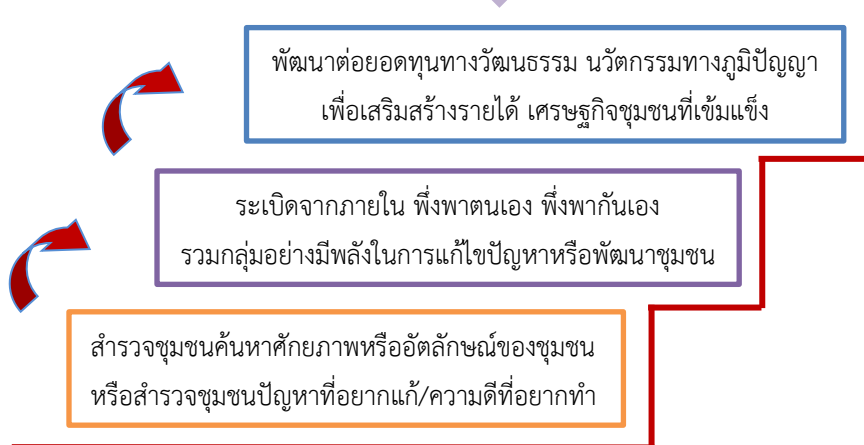 พัฒนาต่อยอดทุนทางวัฒนธรรม นวัตกรรมทางภูมิปัญญา
เพื่อเสริมสร้างรายได้ เศรษฐกิจชุมชนที่เข้มแข็ง
ระเบิดจากภายใน พึ่งพาตนเอง พึ่งพากันเอง
รวมกลุ่มอย่างมีพลังในการแก้ไขปัญหาหรือพัฒนาชุมชน
สำรวจชุมชนค้นหาศักยภาพหรืออัตลักษณ์ของชุมชน
หรือสำรวจชุมชนปัญหาที่อยากแก้/ความดีที่อยากทำ